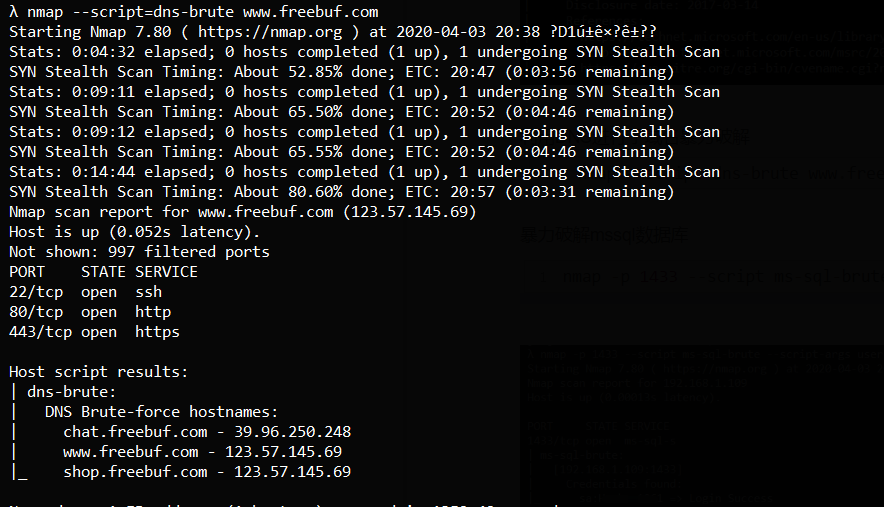 λ nmap --script=dns-brute www.freebuf.com
Starting Nmap 7.80 ( https://nmap.org ) at 2020-04-03 20:38 ?D1ú±ê×?ê±??
Stats: 0:04:32 elapsed; 0 hosts completed (1 up), 1 undergoing SYN Stealth Scan
SYN Stealth Scan Timing: About 52.85% done; ETC: 20:47 (0:03:56 remaining)
Stats: 0:09:11 elapsed; 0 hosts completed (1 up), 1 undergoing SYN Stealth Scan
SYN Stealth Scan Timing: About 65.50% done; ETC: 20:52 (0:04:46 remaining)
Stats: 0:09:12 elapsed; 0 hosts completed (1 up), 1 undergoing SYN Stealth Scan
SYN Stealth Scan Timing: About 65.55% done; ETC: 20:52 (0:04:46 remaining)
Stats: 0:14:44 elapsed; 0 hosts completed (1 up), 1 undergoing SYN Stealth Scan
SYN Stealth Scan Timing: About 80.60% done; ETC: 20:57 (0:03:31 remaining)
Nmap scan report for www.freebuf.com (123.57.145.69)
Host is up (0.052s latency).
Not shown: 997 filtered ports
PORT    STATE SERVICE
22/tcp  open  ssh
80/tcp  open  http
443/tcp open  https
Host script results:
| dns-brute:
|   DNS Brute-force hostnames:
|     chat.freebuf.com - 39.96.250.248
|     www.freebuf.com - 123.57.145.69
|_    shop.freebuf.com - 123.57.145.69